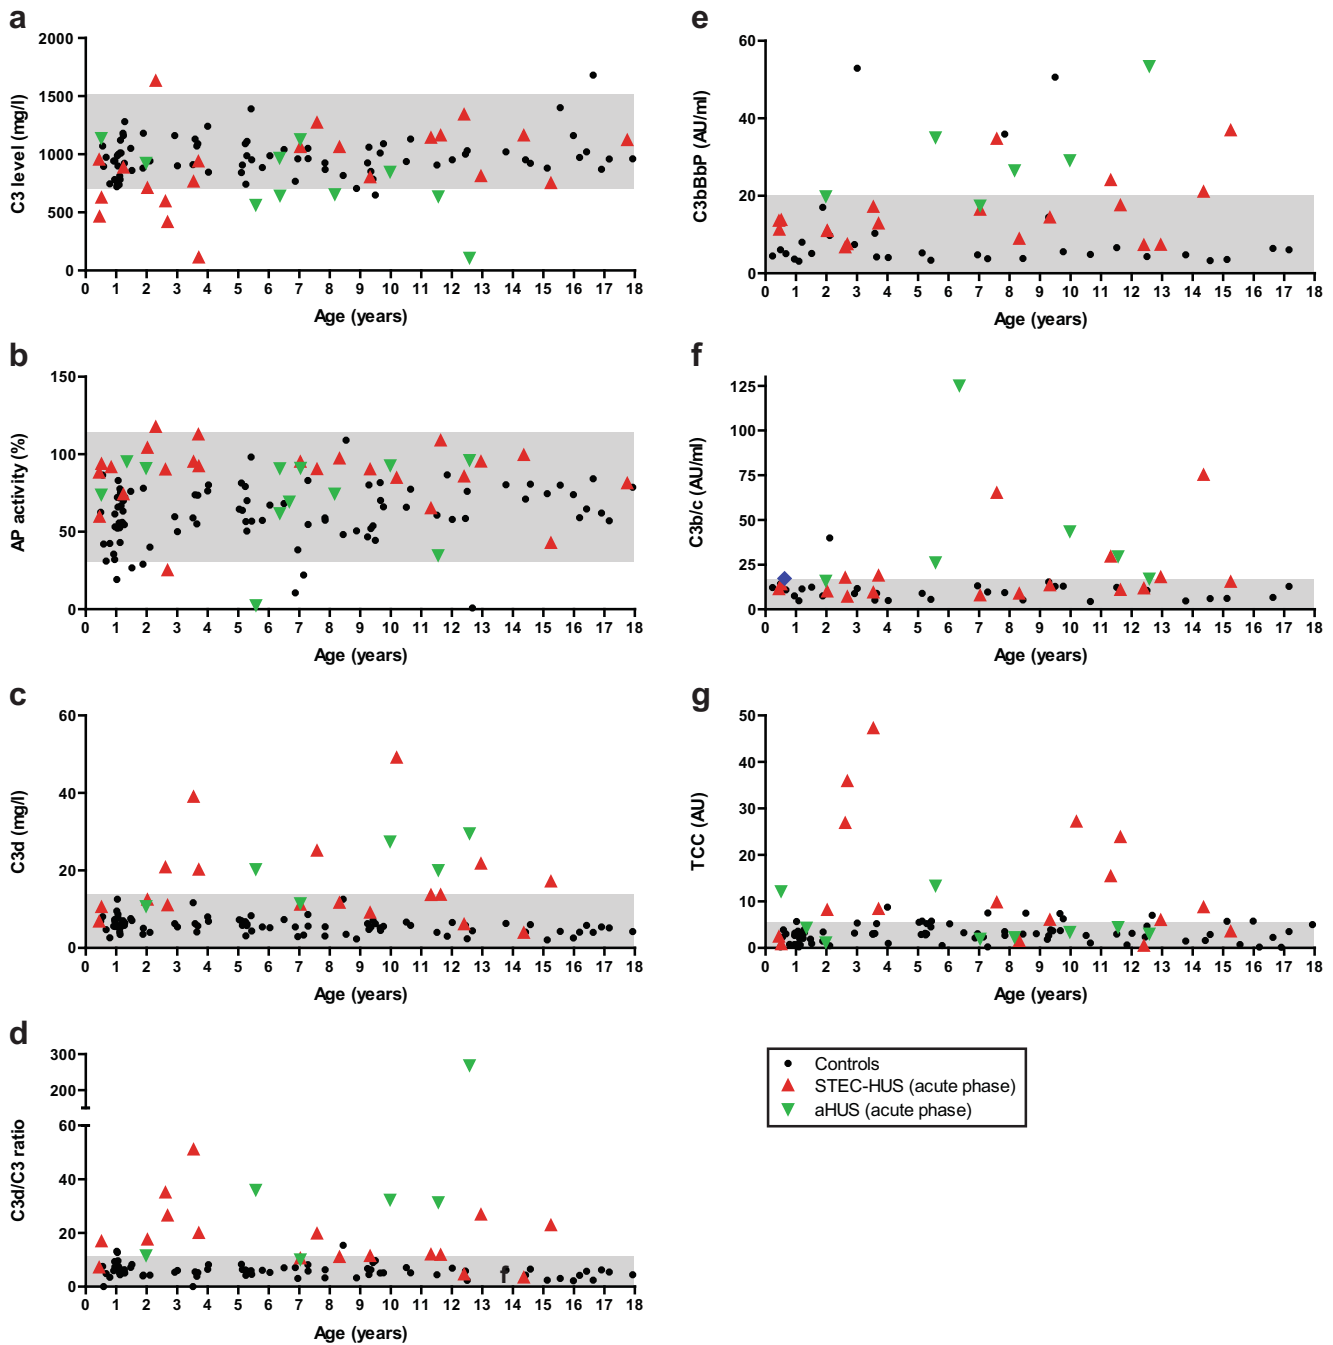 a
2000
1500
1000
500
0
C3 level (mg/l)
0 1 2 3 4 5 6 7 8 9 10 11 12 13 14 15 16 17 18
Age (years)
b
150
100
50
0
AP activity (%)
0 1 2 3 4 5 6 7 8 9 10 11 12 13 14 15 16 17 18
Age (years)
c
60
40
20
0
C3d (mg/l)
0 1 2 3 4 5 6 7 8 9 10 11 12 13 14 15 16 17 18
Age (years)
d
300
200
60
40
20
0
C3d/C3 ratio
0 1 2 3 4 5 6 7 8 9 10 11 12 13 14 15 16 17 18
Age (years)
e
60
40
20
0
C3bBbP (AU/ml)
0 1 2 3 4 5 6 7 8 9 10 11 12 13 14 15 16 17 18
Age (years)
f
125
100
75
50
25
0
C3b/c (AU/ml)
0 1 2 3 4 5 6 7 8 9 10 11 12 13 14 15 16 17 18
Age (years)
g
50
40
30
20
10
0
TCC (AU)
0 1 2 3 4 5 6 7 8 9 10 11 12 13 14 15 16 17 18
Age (years)
Controls
STEC-HUS (acute phase)
aHUS (acute phase)